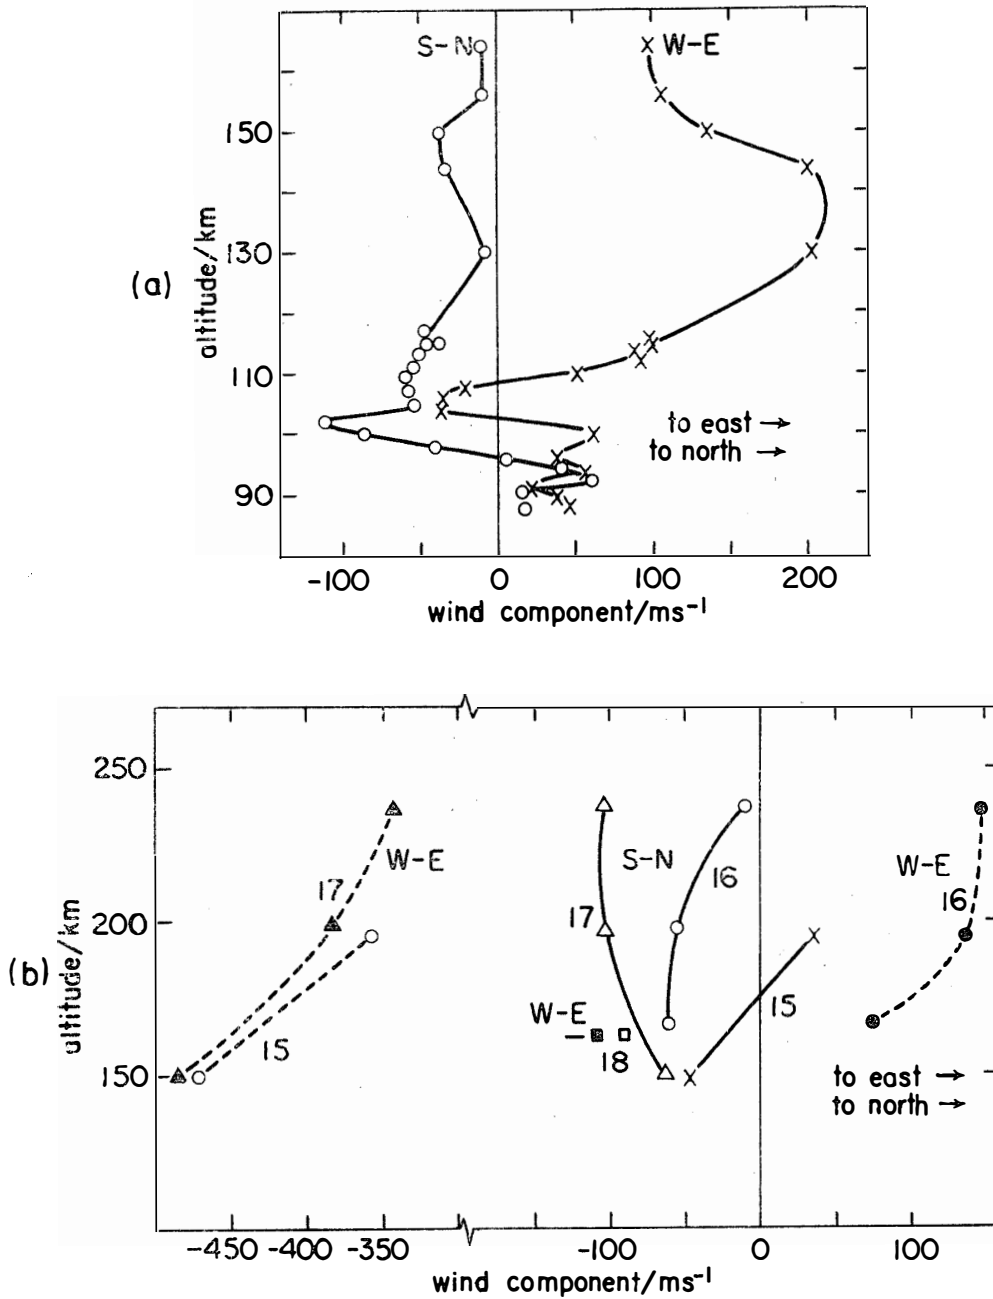 S-N W-E
150
130
110
90
altitude/km
(a)
to east →
to north →
-100 0 100 200
wind component/ms⁻¹
250
200
150
altitude/km
(b)
W-E
17
15
S-N
16
17
15
W-E
18
W-E
16
to east →
to north →
-450 -400 -350 -100 0 100
wind component/ms⁻¹